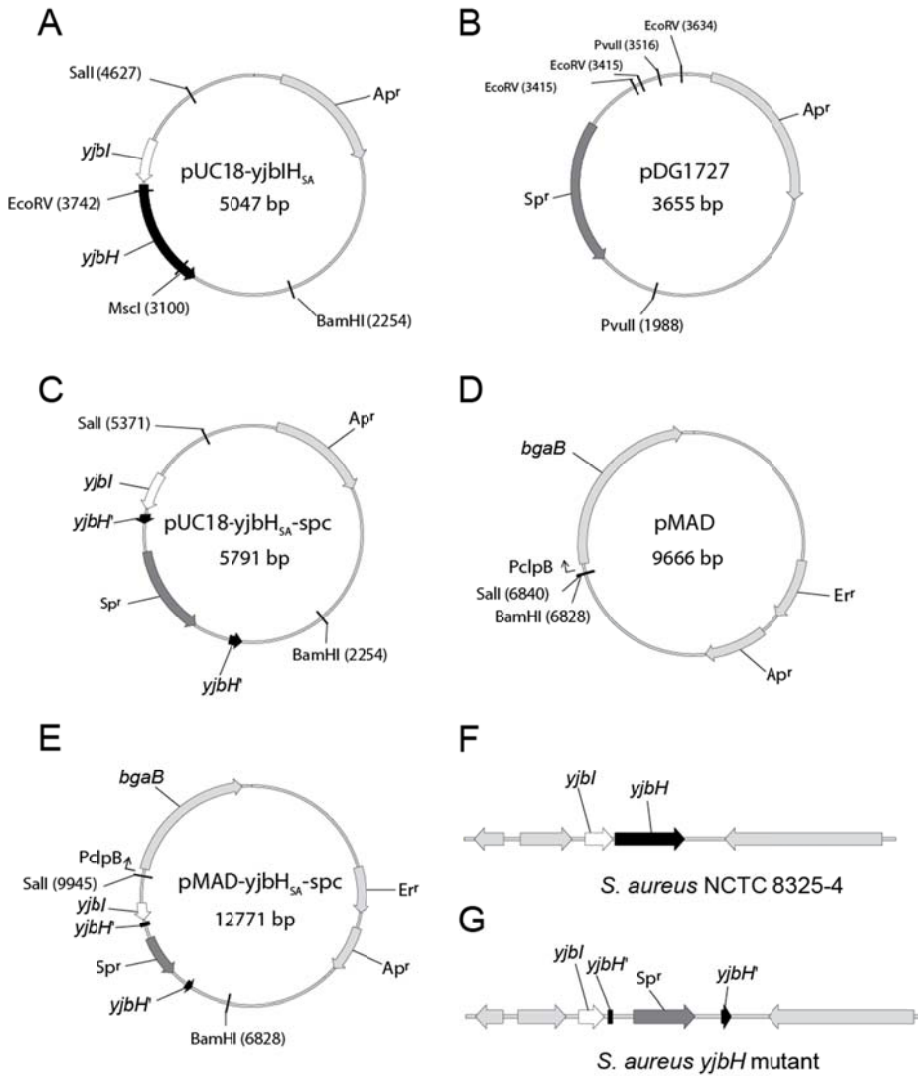 A
SalI (4627)
Apʳ
yjbI
pUC18-yjbIH_SA
5047 bp
EcoRV (3742)
yjbH
MscI (3100)
BamHI (2254)
B
EcoRV (3634)
PvuII (3516)
EcoRV (3415)
EcoRV (3415)
Apʳ
pDG1727
3655 bp
Spʳ
PvuII (1988)
C
SalI (5371)
Apʳ
yjbI
yjbH'
pUC18-yjbH_SA-spc
5791 bp
Spʳ
BamHI (2254)
yjbH'
D
bgaB
pMAD
9666 bp
PclpB
SalI (6840)
BamHI (6828)
Erʳ
Apʳ
E
bgaB
PclpB
SalI (9945)
pMAD-yjbH_SA-spc
12771 bp
Erʳ
yjbI
yjbH'
Spʳ
Apʳ
yjbH'
BamHI (6828)
F
yjbI
yjbH
S. aureus NCTC 8325-4
G
yjbI
yjbH'
Spʳ
yjbH'
S. aureus yjbH mutant